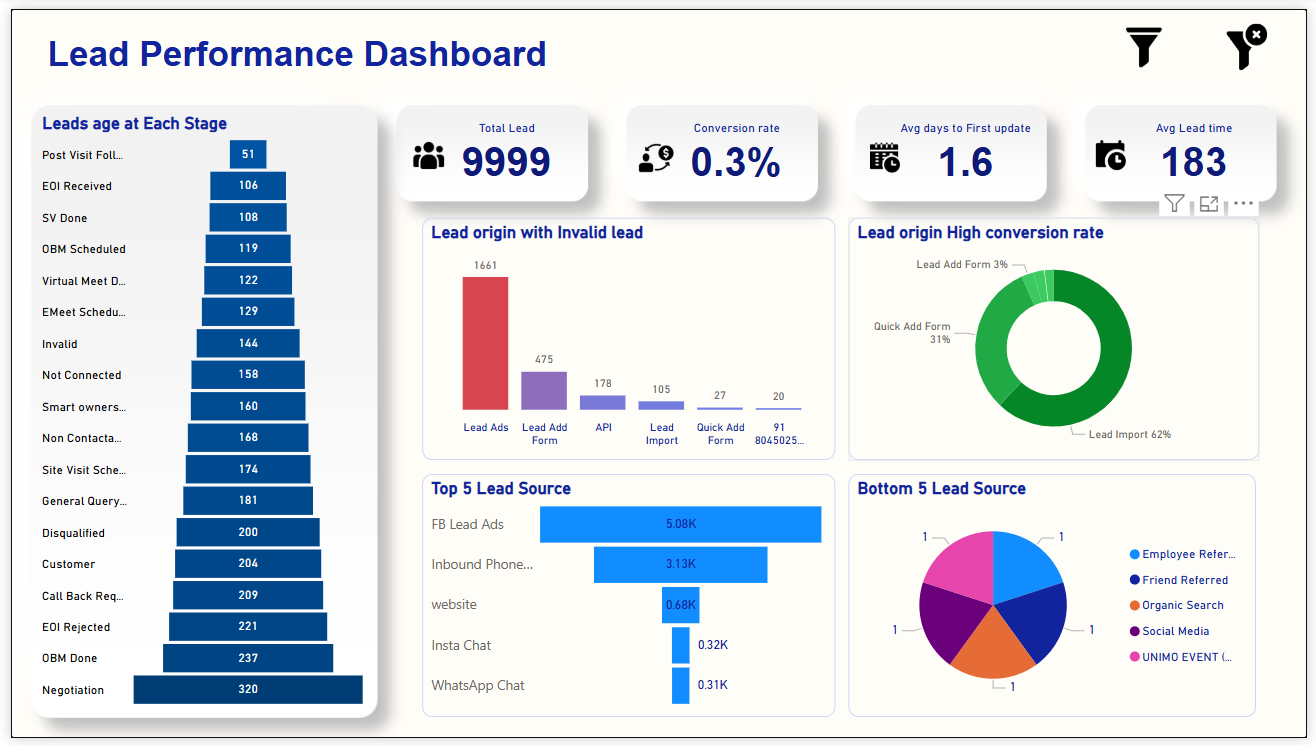 Lead Performance Dashboard
Leads age at Each Stage
Post Visit Foll... 51
EOI Received 106
SV Done 108
OBM Scheduled 119
Virtual Meet D... 122
EMeet Schedu... 129
Invalid 144
Not Connected 158
Smart owners... 160
Non Contacta... 168
Site Visit Sche... 174
General Query... 181
Disqualified 200
Customer 204
Call Back Req... 209
EOI Rejected 221
OBM Done 237
Negotiation 320
Total Lead
9999
Conversion rate
0.3%
Avg days to First update
1.6
Avg Lead time
183
Lead origin with Invalid lead
1661
475
178
105
27
20
Lead Ads
Lead Add
Form
API
Lead
Import
Quick Add
Form
91
8045025...
Lead origin High conversion rate
Lead Add Form 3%
Quick Add Form
31%
Lead Import 62%
Top 5 Lead Source
FB Lead Ads 5.08K
Inbound Phone... 3.13K
website 0.68K
Insta Chat 0.32K
WhatsApp Chat 0.31K
Bottom 5 Lead Source
1
1
1
1
1
Employee Refer...
Friend Referred
Organic Search
Social Media
UNIMO EVENT (...